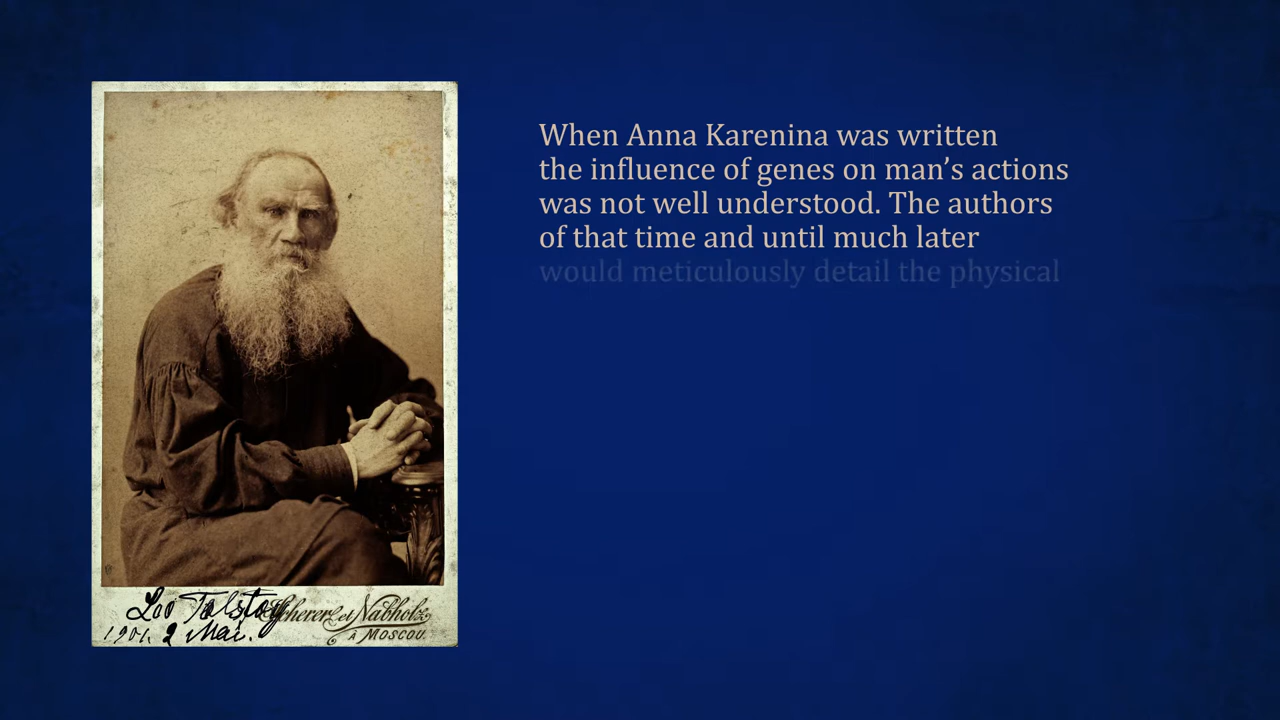 When Anna Karenina was written
the influence of genes on man’s actions
was not well understood. The authors
of that time and until much later
would meticulously detail the physical
Leo Tolstoy
1901. 2 Mai.
Scherer et Nabholz
à Moscou.